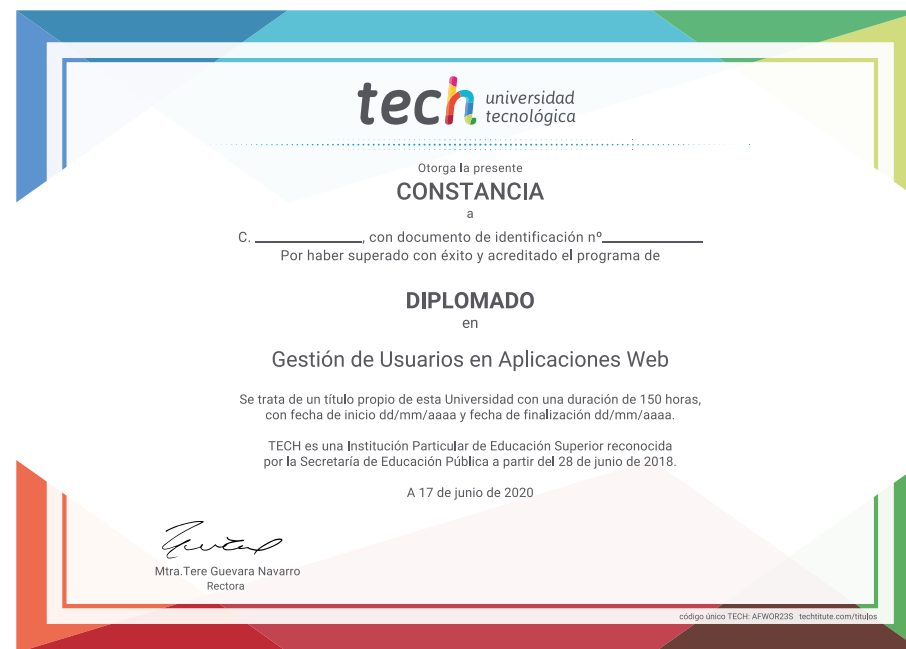 tech universidad
tecnológica
Otorga la presente
CONSTANCIA
a
C. ____________, con documento de identificación nº____________
Por haber superado con éxito y acreditado el programa de
DIPLOMADO
en
Gestión de Usuarios en Aplicaciones Web
Se trata de un título propio de esta Universidad con una duración de 150 horas,
con fecha de inicio dd/mm/aaaa y fecha de finalización dd/mm/aaaa.
TECH es una Institución Particular de Educación Superior reconocida
por la Secretaría de Educación Pública a partir del 28 de junio de 2018.
A 17 de junio de 2020
Mtra.Tere Guevara Navarro
Rectora
código único TECH: AFWOR23S techtitute.com/titulos